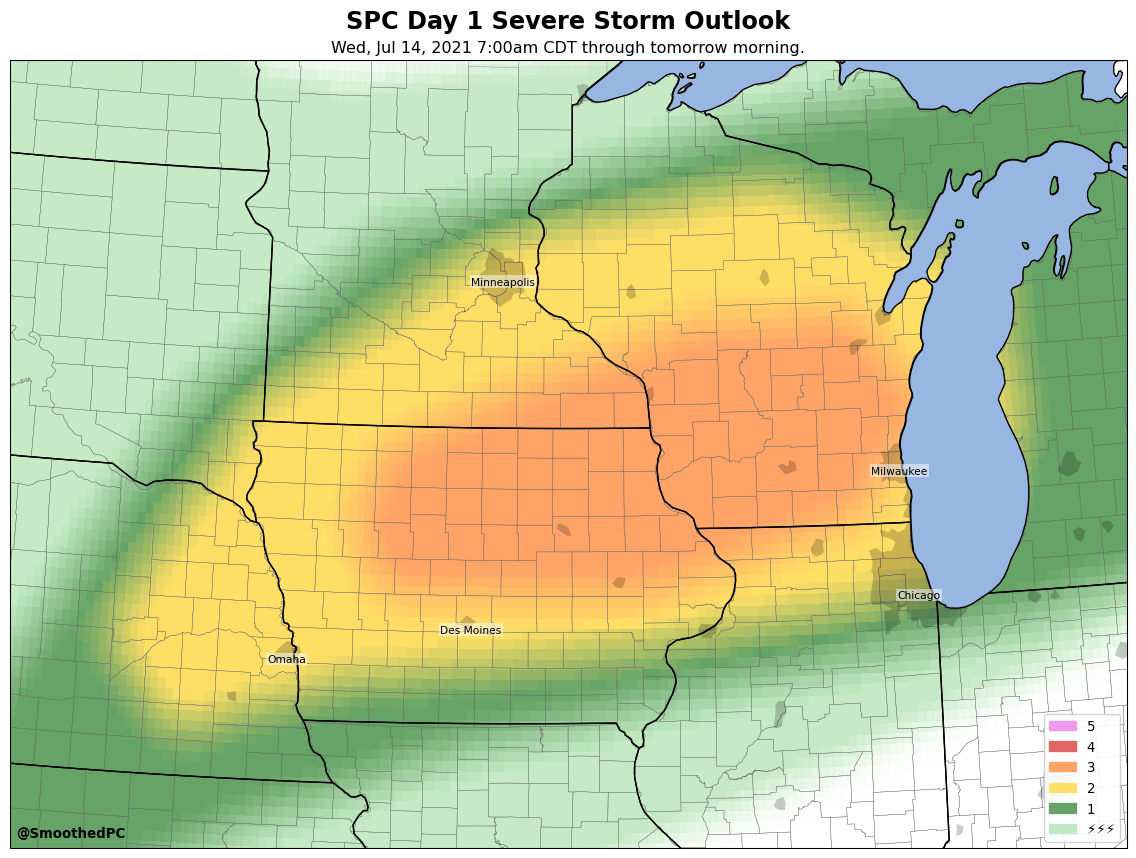 SPC Day 1 Severe Storm Outlook
Wed, Jul 14, 2021 7:00am CDT through tomorrow morning.
Minneapolis
Milwaukee
Chicago
Des Moines
Omaha
5
4
3
2
1
⚡⚡⚡
@SmoothedPC